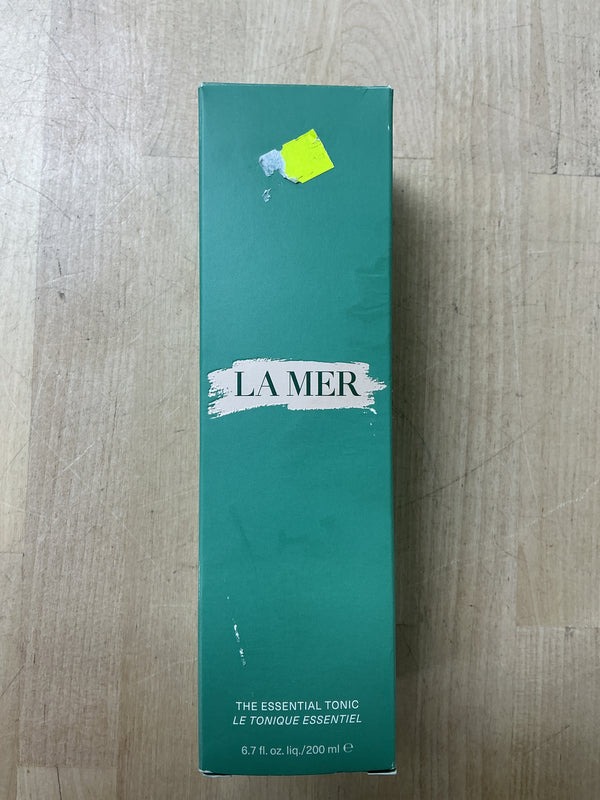 LA MER
THE ESSENTIAL TONIC
LE TONIQUE ESSENTIEL
6.7 fl. oz. liq./200 ml ℮